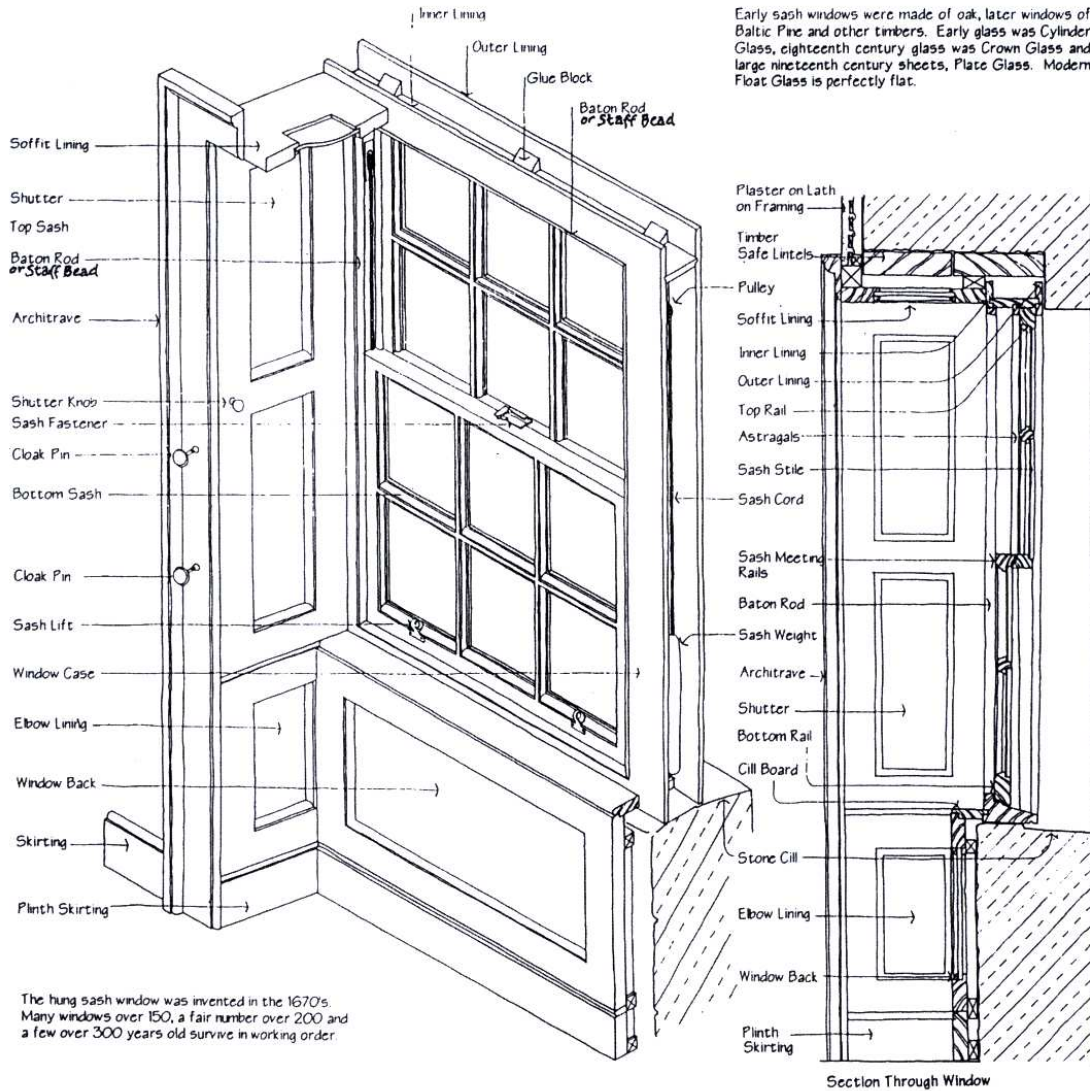 Inner Lining
Outer Lining
Glue Block
Baton Rod
or Staff Bead
Early sash windows were made of oak, later windows of
Baltic Pine and other timbers. Early glass was Cylinder
Glass, eighteenth century glass was Crown Glass and
large nineteenth century sheets, Plate Glass. Modern
Float Glass is perfectly flat.
Soffit Lining
Shutter
Top Sash
Baton Rod
or Staff Bead
Architrave
Shutter Knob
Sash Fastener
Cloak Pin
Bottom Sash
Cloak Pin
Sash Lift
Window Case
Elbow Lining
Window Back
Skirting
Plinth Skirting
The hung sash window was invented in the 1670's.
Many windows over 150, a fair number over 200 and
a few over 300 years old survive in working order.
Plaster on Lath
on Framing
Timber
Safe Lintels
Pulley
Soffit Lining
Inner Lining
Outer Lining
Top Rail
Astragals
Sash Stile
Sash Cord
Sash Meeting
Rails
Baton Rod
Sash Weight
Architrave
Shutter
Bottom Rail
Cill Board
Stone Cill
Elbow Lining
Window Back
Plinth
Skirting
Section Through Window